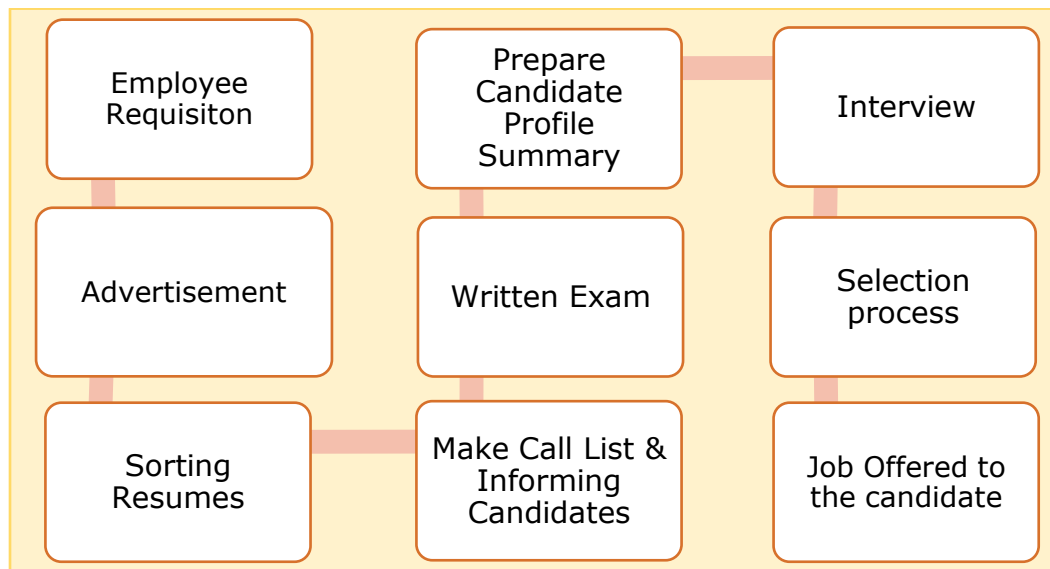 Employee
Requisiton
Advertisement
Sorting
Resumes
Make Call List &
Informing
Candidates
Written Exam
Prepare
Candidate
Profile
Summary
Interview
Selection
process
Job Offered to
the candidate